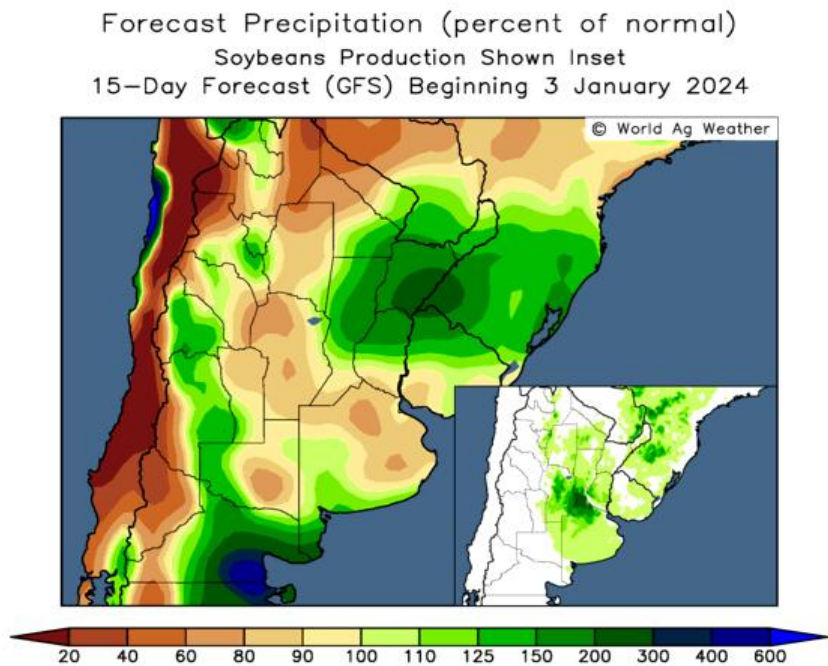 Forecast Precipitation (percent of normal)
Soybeans Production Shown Inset
15-Day Forecast (GFS) Beginning 3 January 2024
© World Ag Weather
20 40 60 80 90 100 110 125 150 200 300 400 600